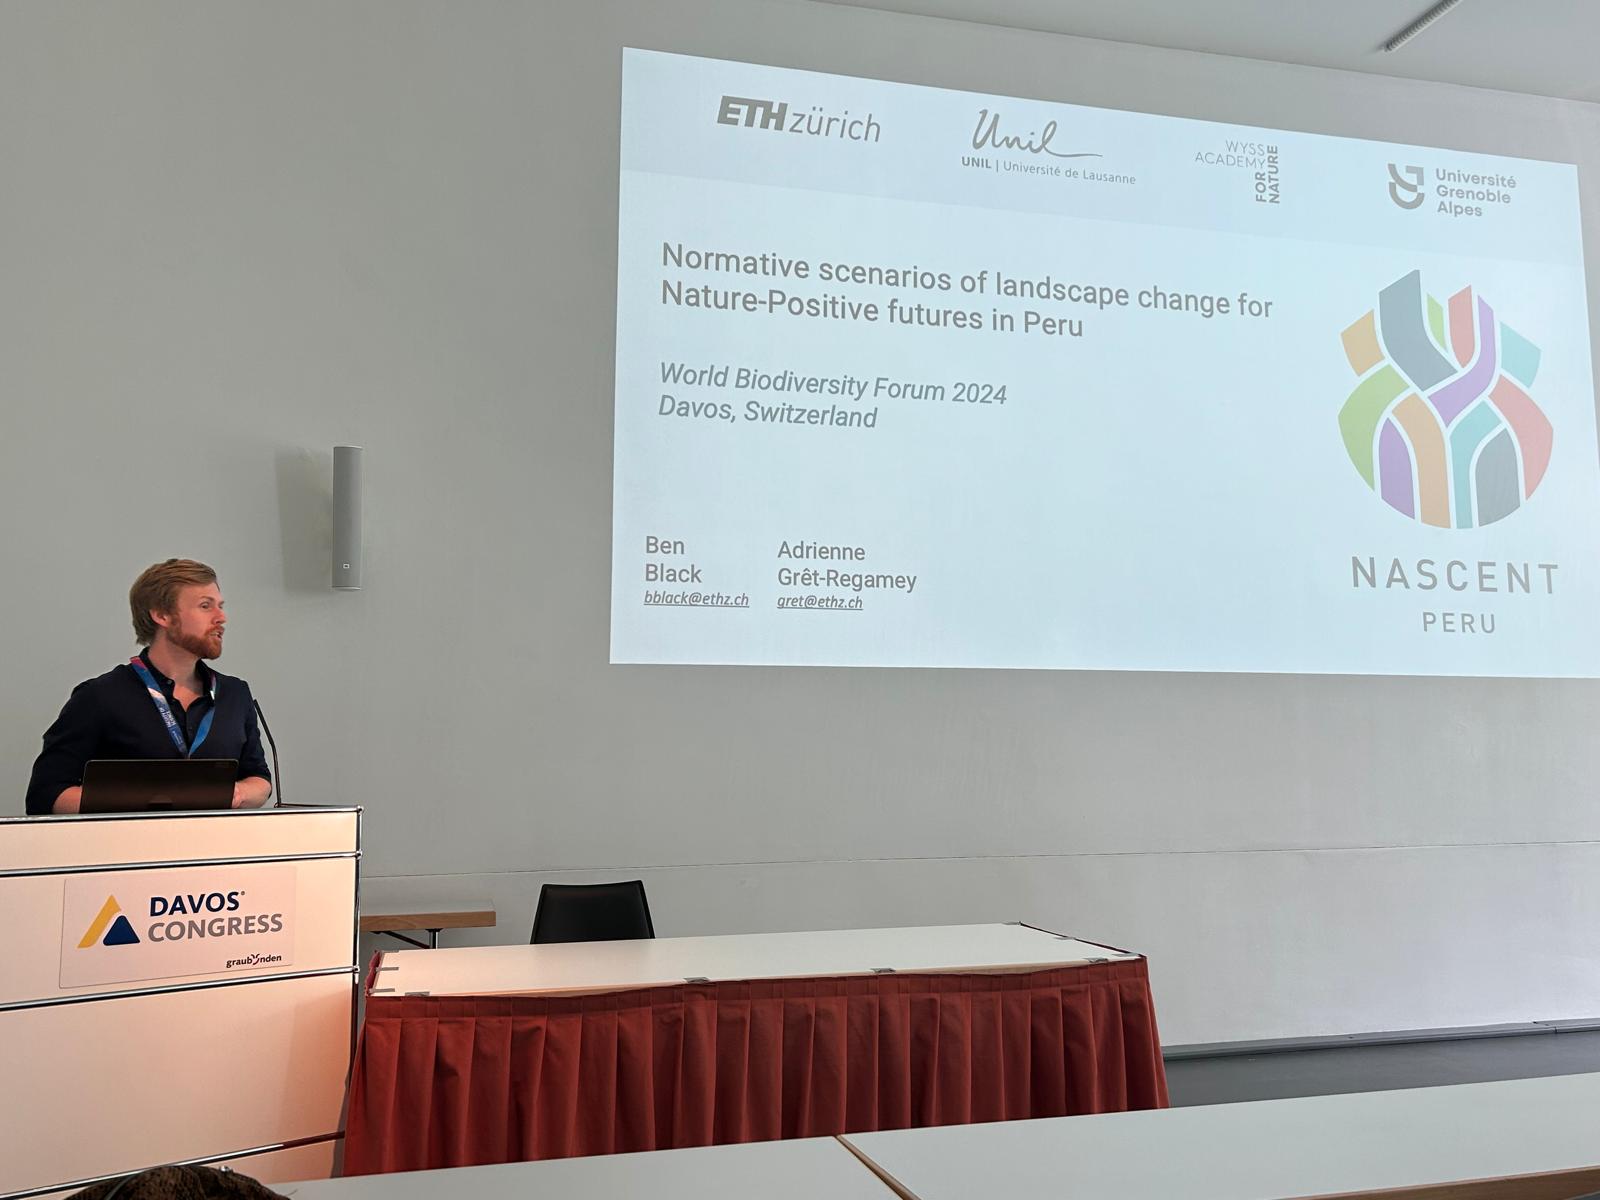 ETH zürich
Unil
UNIL | Université de Lausanne
WYSS
ACADEMY
FOR
NATURE
Université
Grenoble
Alpes
Normative scenarios of landscape change for
Nature-Positive futures in Peru
World Biodiversity Forum 2024
Davos, Switzerland
Ben
Black
bblack@ethz.ch
Adrienne
Grêt-Regamey
gret@ethz.ch
NASCENT
PERU
DAVOS
CONGRESS
graubünden